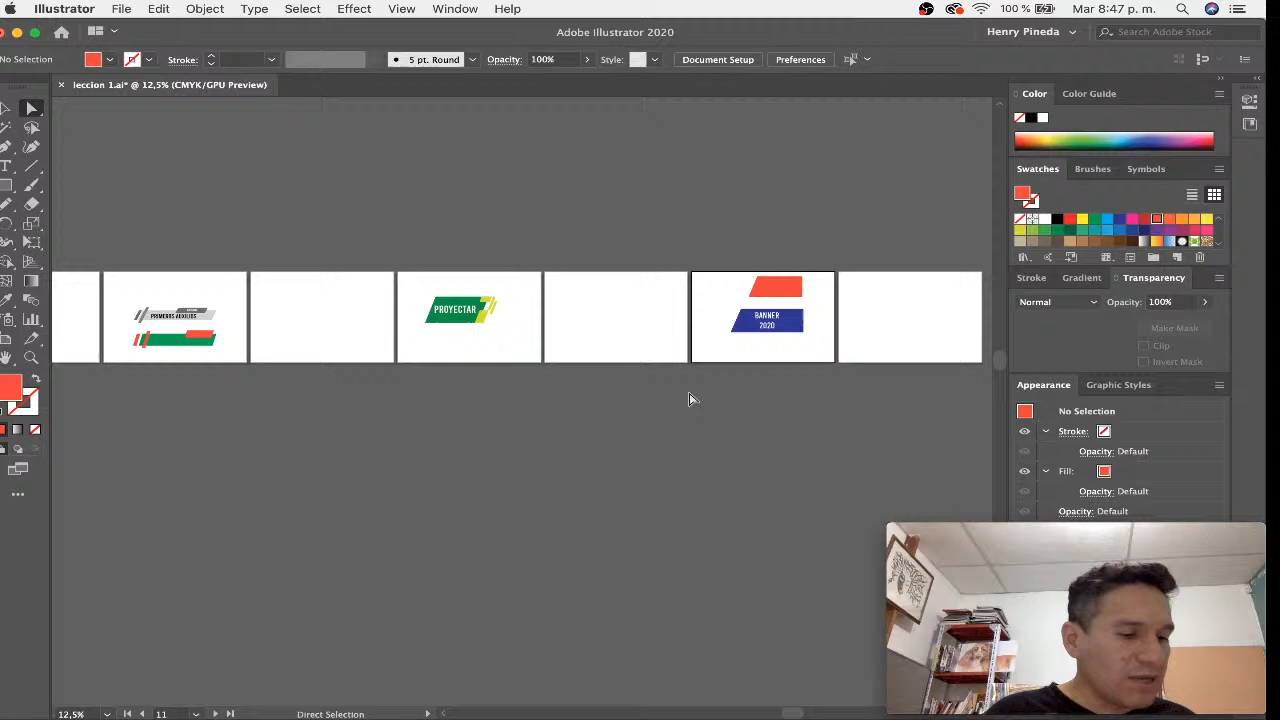 Illustrator File Edit Object Type Select Effect View Window Help 100 % Mar 8:47 p. m.
Adobe Illustrator 2020 Henry Pineda Search Adobe Stock
No Selection Stroke: 5 pt. Round Opacity: 100% Style: Document Setup Preferences
leccion 1.ai* @ 12,5% (CMYK/GPU Preview)
Color Color Guide
Swatches Brushes Symbols
Stroke Gradient Transparency
Normal Opacity: 100%
Make Mask
Clip
Invert Mask
Appearance Graphic Styles
No Selection
Stroke:
Opacity: Default
Fill:
Opacity: Default
Opacity: Default
PRIMEROS AUXILIOS
PROYECTAR
BANNER
2020
12,5% 11 Direct Selection